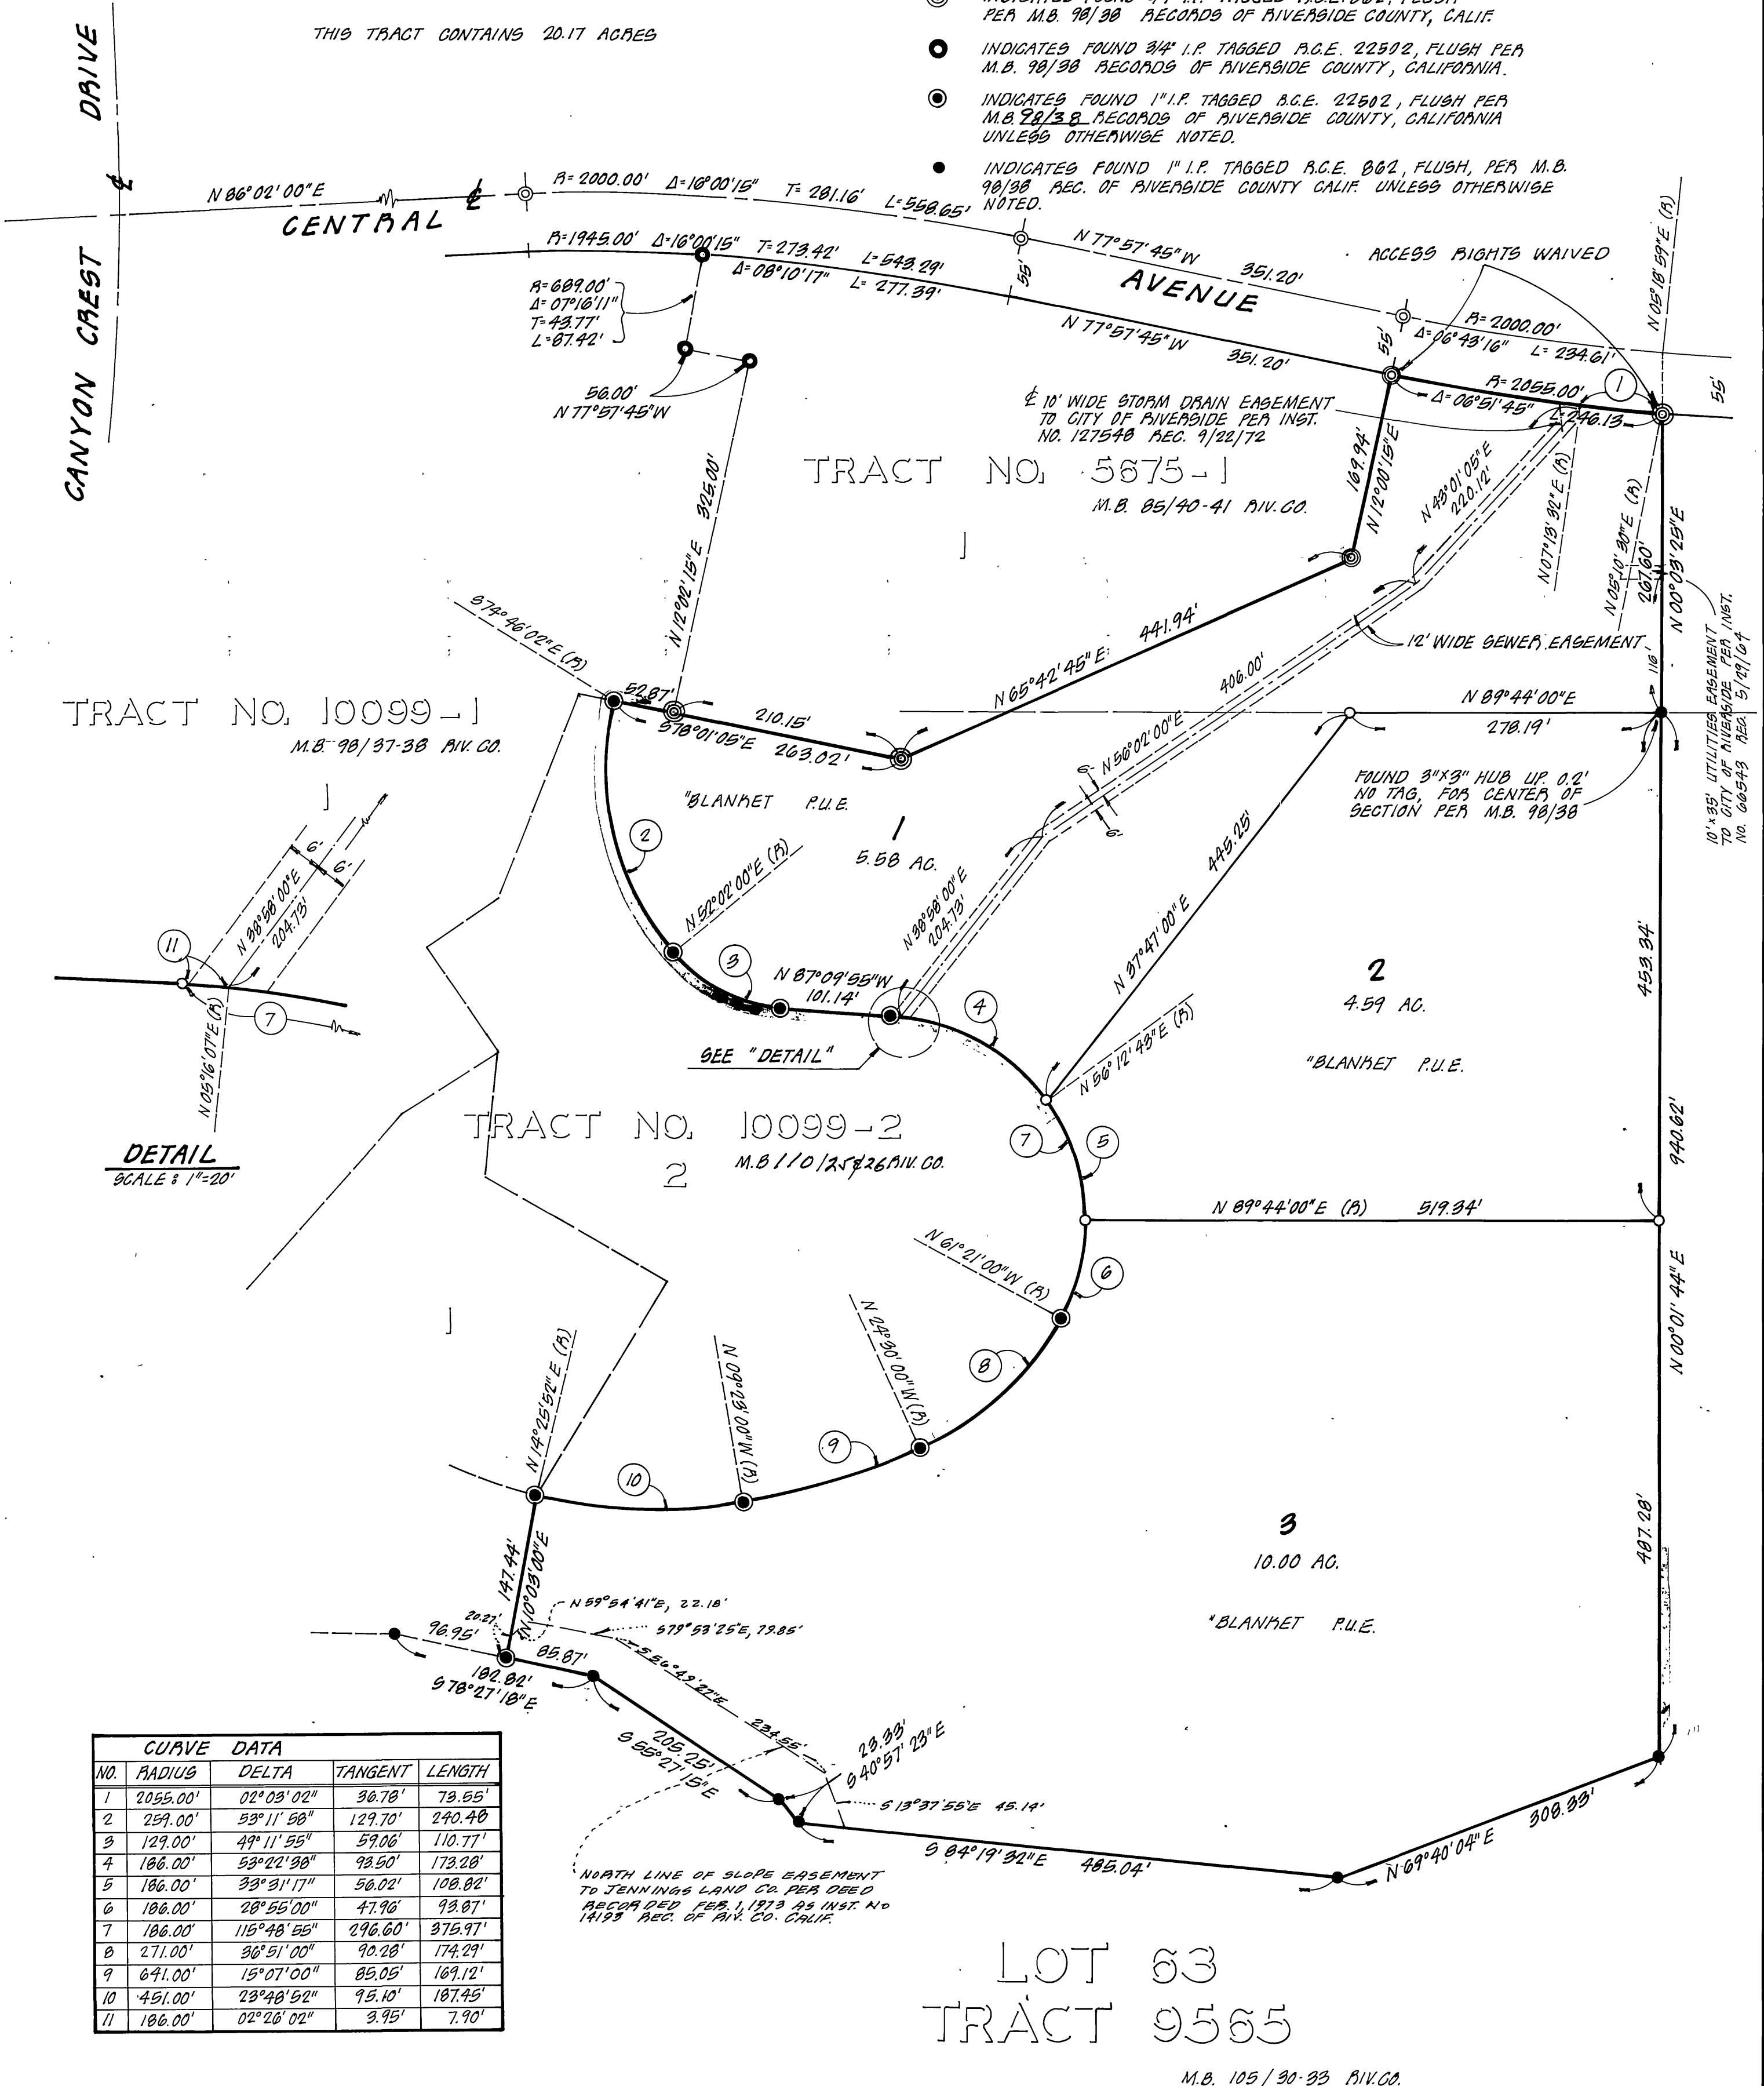 THIS TRACT CONTAINS 20.17 ACRES
PER M.B. 98/38 RECORDS OF RIVERSIDE COUNTY, CALIF.
INDICATES FOUND 3/4" I.P. TAGGED R.C.E. 22502, FLUSH PER
M.B. 98/38 RECORDS OF RIVERSIDE COUNTY, CALIFORNIA.
INDICATES FOUND 1" I.P. TAGGED R.C.E. 22502, FLUSH PER
M.B. 98/38 RECORDS OF RIVERSIDE COUNTY, CALIFORNIA
UNLESS OTHERWISE NOTED.
INDICATES FOUND 1" I.P. TAGGED R.C.E. 862, FLUSH, PER M.B.
98/38 REC. OF RIVERSIDE COUNTY CALIF. UNLESS OTHERWISE
NOTED.
CANYON CREST DRIVE
N 86°02'00"E
CENTRAL
R=2000.00' Δ=16°00'15" T=281.16' L=558.65'
R=1945.00' Δ=16°00'15" T=273.42' L=543.29'
Δ=08°10'17" L=277.39'
55'
N 77°57'45"W 351.20'
AVENUE
N 77°57'45"W 351.20'
ACCESS RIGHTS WAIVED
N 05°18'59"E (R)
R=2000.00'
Δ=06°43'16" L=234.61'
55'
55'
R=2055.00'
Δ=06°51'45"
L=246.13
1
R=689.00'
Δ=07°16'11"
T=43.77'
L=87.42'
56.00'
N 77°57'45"W
℄ 10' WIDE STORM DRAIN EASEMENT
TO CITY OF RIVERSIDE PER INST.
NO. 127548 REC. 9/22/72
TRACT NO. 5675-1
M.B. 85/40-41 RIV. CO.
N 12°02'15"E 325.00'
169.94'
N 12°00'15"E
N 43°01'05"E
220.12'
N 07°13'32"E (R)
N 05°10'30"E (R)
267.60'
N 00°03'25"E
10'x35' UTILITIES EASEMENT
TO CITY OF RIVERSIDE PER INST.
NO. 66543 REC. 5/29/64
116'
S 74°46'02"E (R)
52.87'
210.15'
S 78°01'05"E 263.02'
N 65°42'45"E
441.94'
12' WIDE SEWER EASEMENT
406.00'
N 56°02'00"E
6'
6'
N 89°44'00"E
278.19'
FOUND 3"x3" HUB UP. 0.2'
NO TAG, FOR CENTER OF
SECTION PER M.B. 98/38
TRACT NO. 10099-1
M.B. 98/37-38 RIV. CO.
"BLANKET P.U.E.
1
5.58 AC.
2
N 52°02'00"E (R)
3
N 87°09'55"W
101.14'
N 38°58'00"E
204.73'
4
SEE "DETAIL"
445.25'
N 37°47'00"E
N 56°12'43"E (R)
2
4.59 AC.
"BLANKET P.U.E.
453.34'
940.62'
6'
6'
N 38°58'00"E
204.73'
11
7
N 05°16'07"E (R)
DETAIL
SCALE : 1"=20'
TRACT NO. 10099-2
2
M.B 110/25&26 RIV. CO.
7
5
N 89°44'00"E (R) 519.34'
N 61°21'00"W (R)
6
N 00°01'44"E
N 24°30'00"W (R)
8
N 09°23'00"W (R)
9
N 14°25'52"E (R)
10
3
10.00 AC.
"BLANKET P.U.E.
487.28'
147.44'
N 10°03'00"E
N 59°54'41"E, 22.18'
S 79°53'25"E, 79.85'
20.27'
96.95'
85.87'
182.82'
S 78°27'18"E
S 56°49'27"E
234.55'
205.25'
S 55°27'15"E
23.33'
S 40°57'23"E
S 13°37'55"E 45.14'
S 84°19'32"E 485.04'
N 69°40'04"E 308.33'
NORTH LINE OF SLOPE EASEMENT
TO JENNINGS LAND CO. PER DEED
RECORDED FEB. 1, 1973 AS INST. NO
14193 REC. OF RIV. CO. CALIF.
CURVE DATA
NO. RADIUS DELTA TANGENT LENGTH
1 2055.00' 02°03'02" 36.78' 73.55'
2 259.00' 53°11'58" 129.70' 240.48
3 129.00' 49°11'55" 59.06' 110.77'
4 186.00' 53°22'38" 93.50' 173.28'
5 186.00' 33°31'17" 56.02' 108.82'
6 186.00' 28°55'00" 47.96' 93.87'
7 186.00' 115°48'55" 296.60' 375.97'
8 271.00' 36°51'00" 90.28' 174.29'
9 641.00' 15°07'00" 85.05' 169.12'
10 451.00' 23°48'52" 95.10' 187.45'
11 186.00' 02°26'02" 3.95' 7.90'
LOT 63
TRACT 9565
M.B. 105/30-33 RIV. CO.